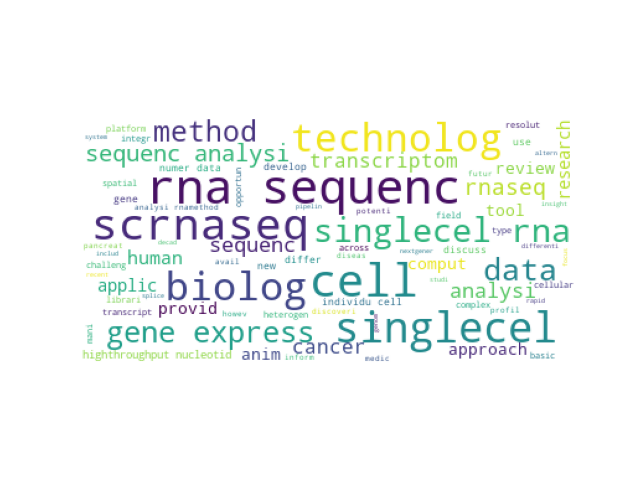 platform
method
technolog
resolut
system
integr
altern
sequenc analysi
transcriptom
use
research
numer data
develop
review
spatial
opportun
futur
rna sequenc
rnaseq
gene
analysi rnamethod
pipelin
potenti
tool
insight
scrnaseq
singlecel
rna
field
type
pancreat
decad
sequenc
across
discuss
differenti
includ
human
avail
new
differ
diseas
nextgener
challeng
comput
data
cell
biolog
studi
cellular
applic
individu cell
analysi
librari
splice
provid
complex
rapid
transcript
howev
heterogen
discoveri
profil
gene express
singlecel
mani
cancer
approach
highthroughput nucleotid
anim
inform
medic
basic